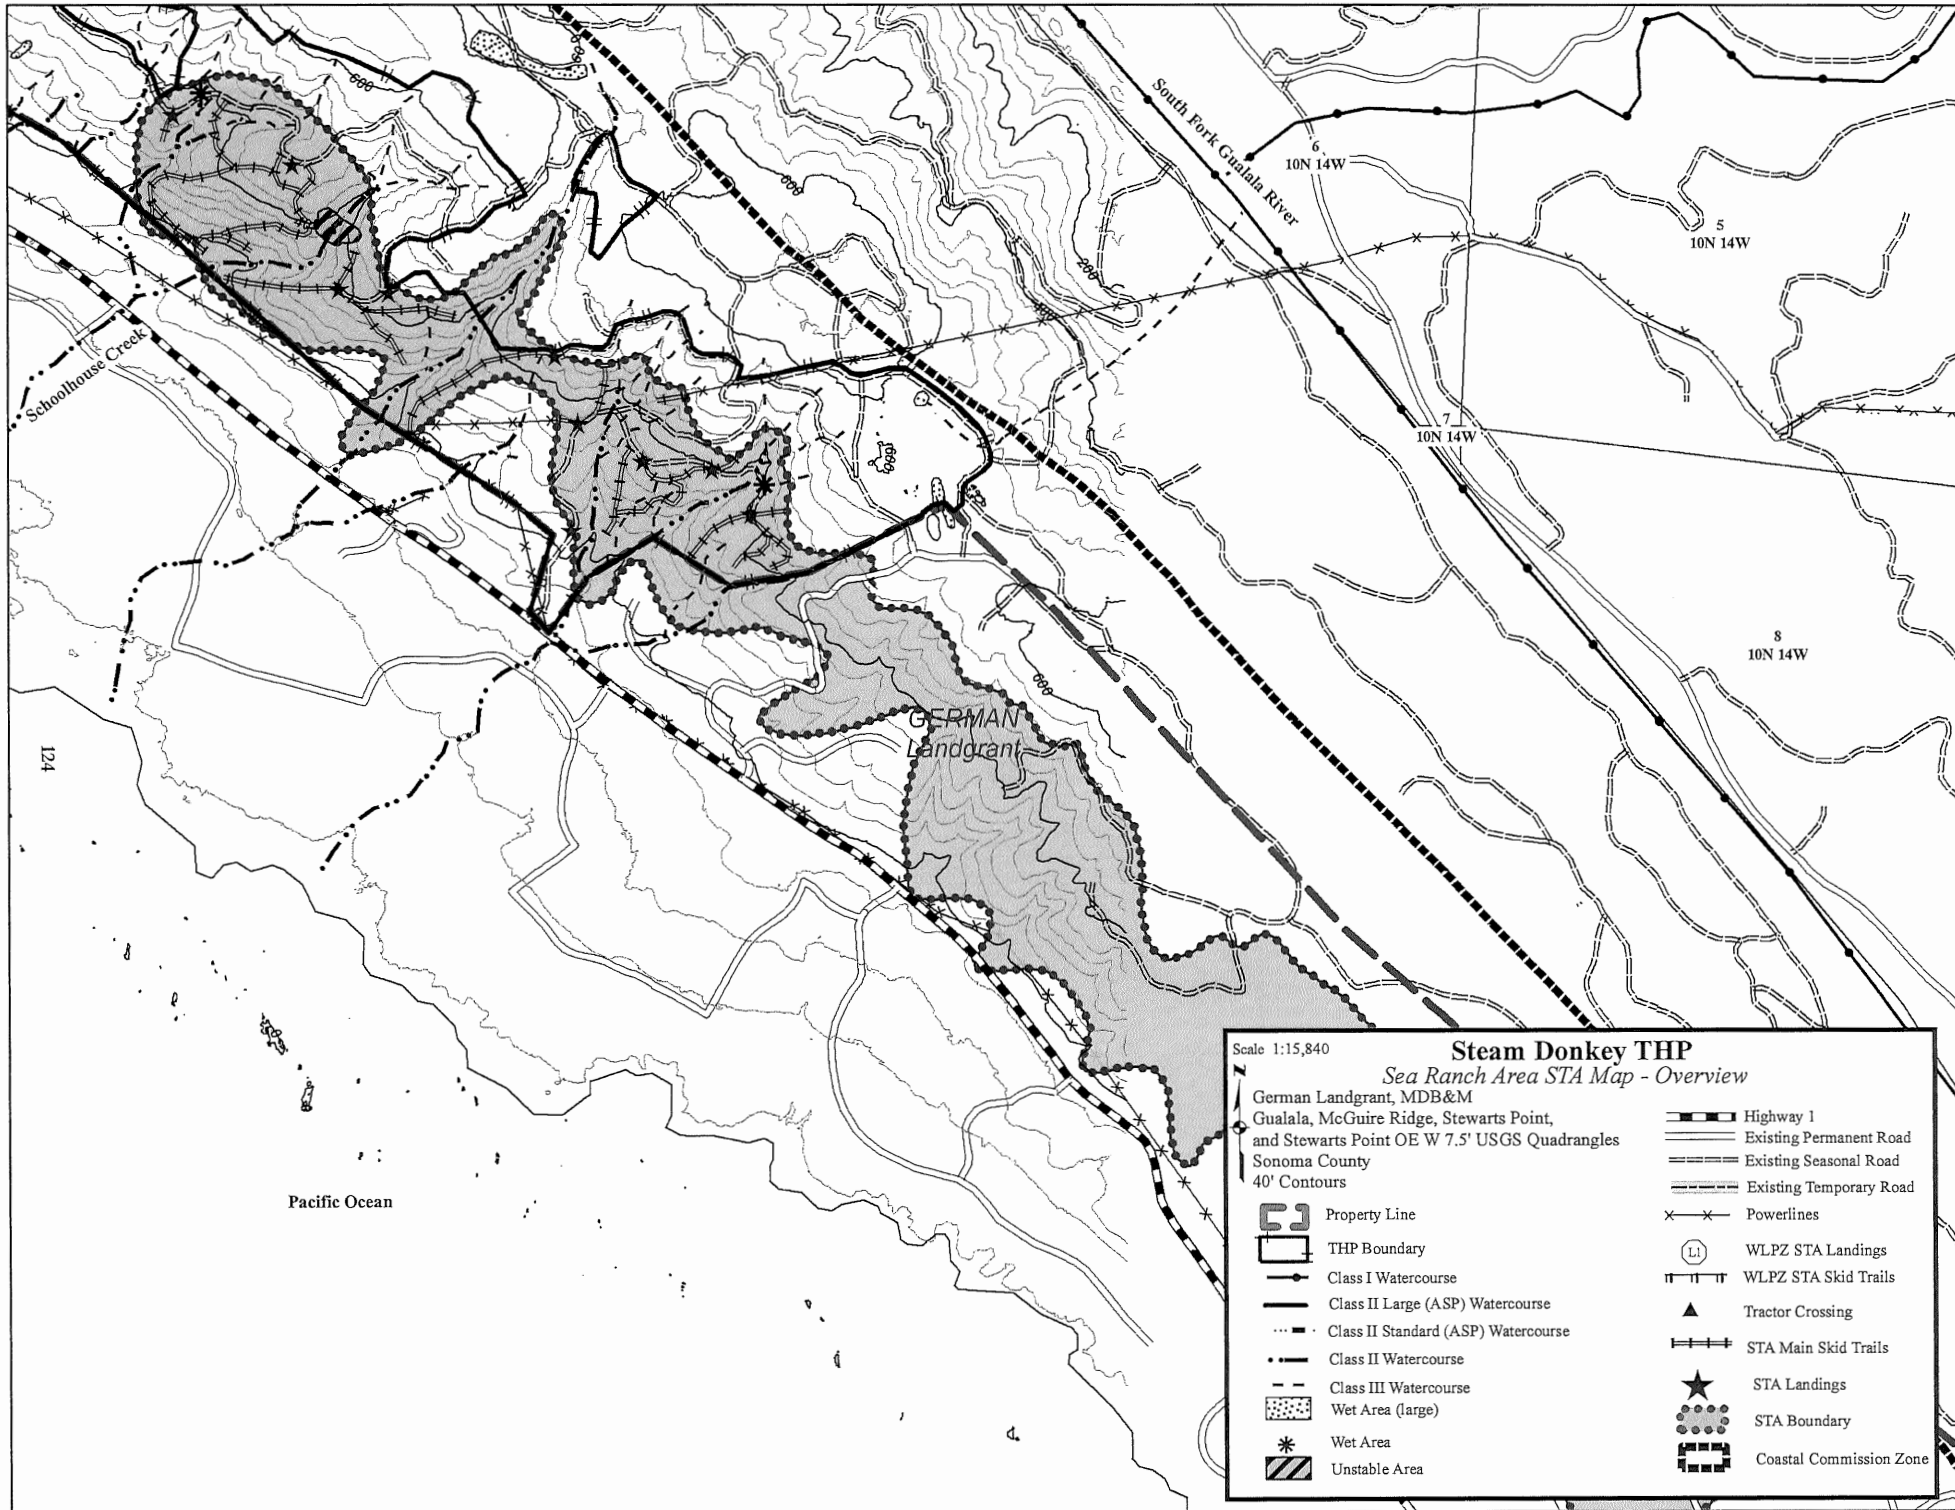 600
600
South Fork Gualala River
6
10N 14W
600
5
10N 14W
200
400
Schoolhouse Creek
7
10N 14W
600
8
10N 14W
600
GERMAN
Landgrant
124
Pacific Ocean
Scale 1:15,840
Steam Donkey THP
Sea Ranch Area STA Map - Overview
N
German Landgrant, MDB&M
Gualala, McGuire Ridge, Stewarts Point,
and Stewarts Point OE W 7.5' USGS Quadrangles
Sonoma County
40' Contours
Property Line
THP Boundary
Class I Watercourse
Class II Large (ASP) Watercourse
Class II Standard (ASP) Watercourse
Class II Watercourse
Class III Watercourse
Wet Area (large)
Wet Area
Unstable Area
Highway 1
Existing Permanent Road
Existing Seasonal Road
Existing Temporary Road
Powerlines
L1
WLPZ STA Landings
WLPZ STA Skid Trails
Tractor Crossing
STA Main Skid Trails
STA Landings
STA Boundary
Coastal Commission Zone